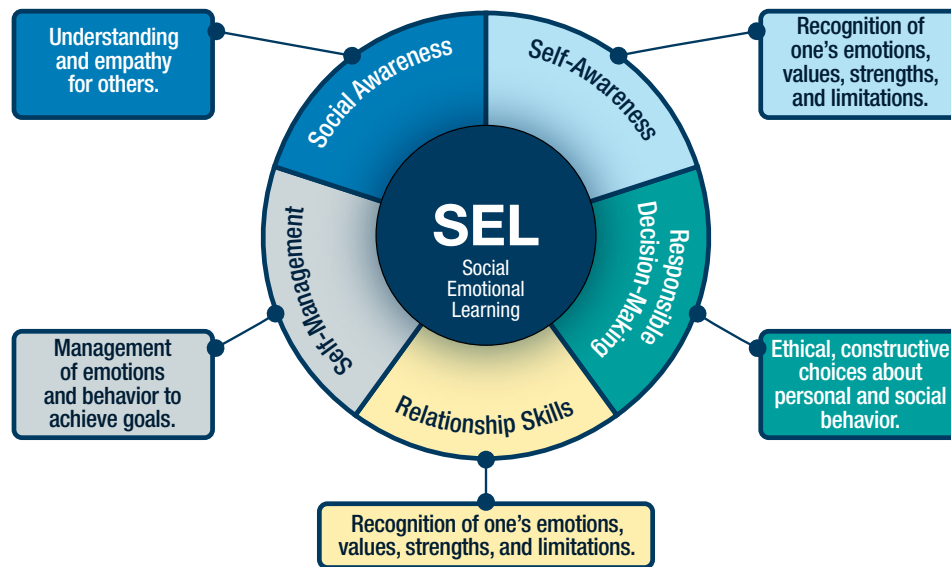 Understanding
and empathy
for others.
Social Awareness
Self-Awareness
Recognition of
one’s emotions,
values, strengths,
and limitations.
SEL
Social
Emotional
Learning
Self-Management
Responsible
Decision-Making
Relationship Skills
Management
of emotions
and behavior to
achieve goals.
Ethical, constructive
choices about
personal and social
behavior.
Recognition of one’s emotions,
values, strengths, and limitations.